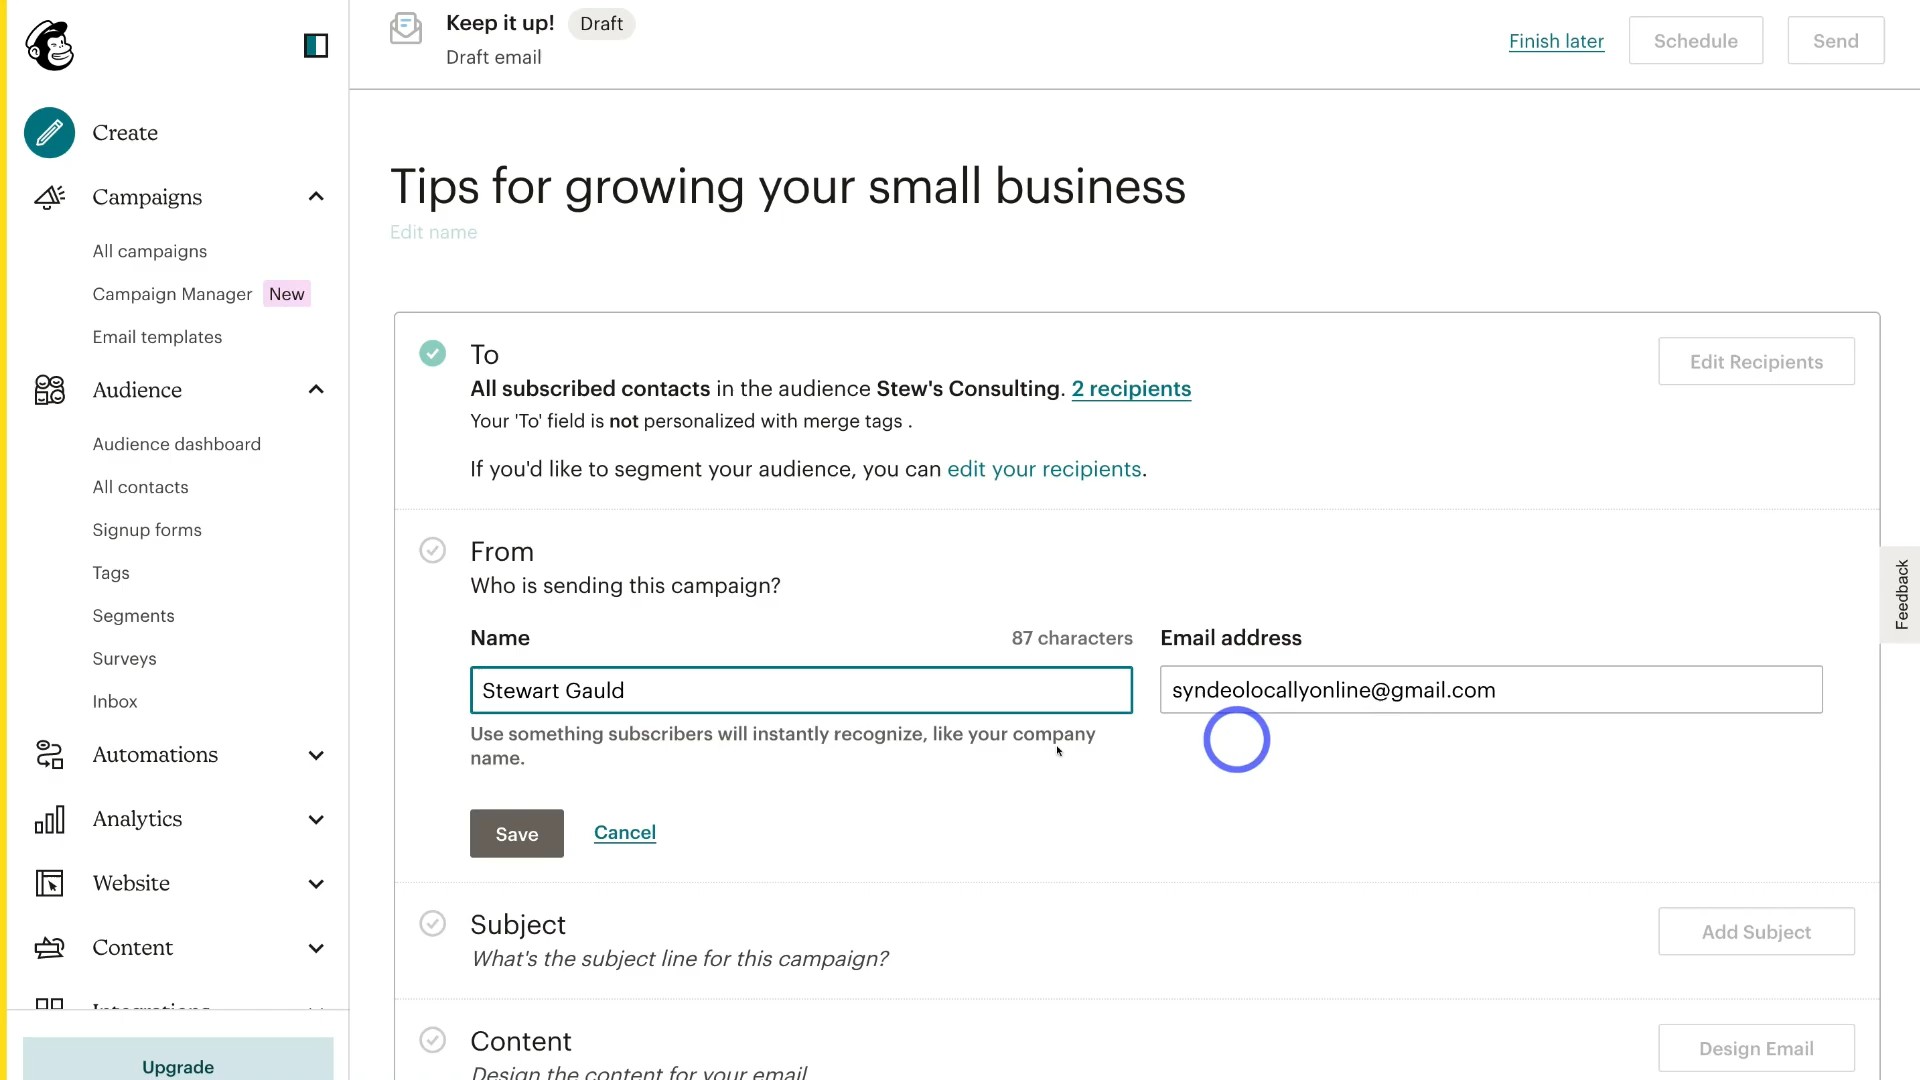 Keep it up! Draft
Draft email
Finish later
Schedule
Send
Create
Campaigns
All campaigns
Campaign Manager New
Email templates
Audience
Audience dashboard
All contacts
Signup forms
Tags
Segments
Surveys
Inbox
Automations
Analytics
Website
Content
Integrations
Upgrade
Tips for growing your small business
Edit name
To
All subscribed contacts in the audience Stew's Consulting. 2 recipients
Your 'To' field is not personalized with merge tags .
If you'd like to segment your audience, you can edit your recipients.
Edit Recipients
From
Who is sending this campaign?
Name 87 characters
Stewart Gauld
Use something subscribers will instantly recognize, like your company
name.
Email address
syndeolocallyonline@gmail.com
Save Cancel
Subject
What's the subject line for this campaign?
Add Subject
Content
Design the content for your email
Design Email
Feedback